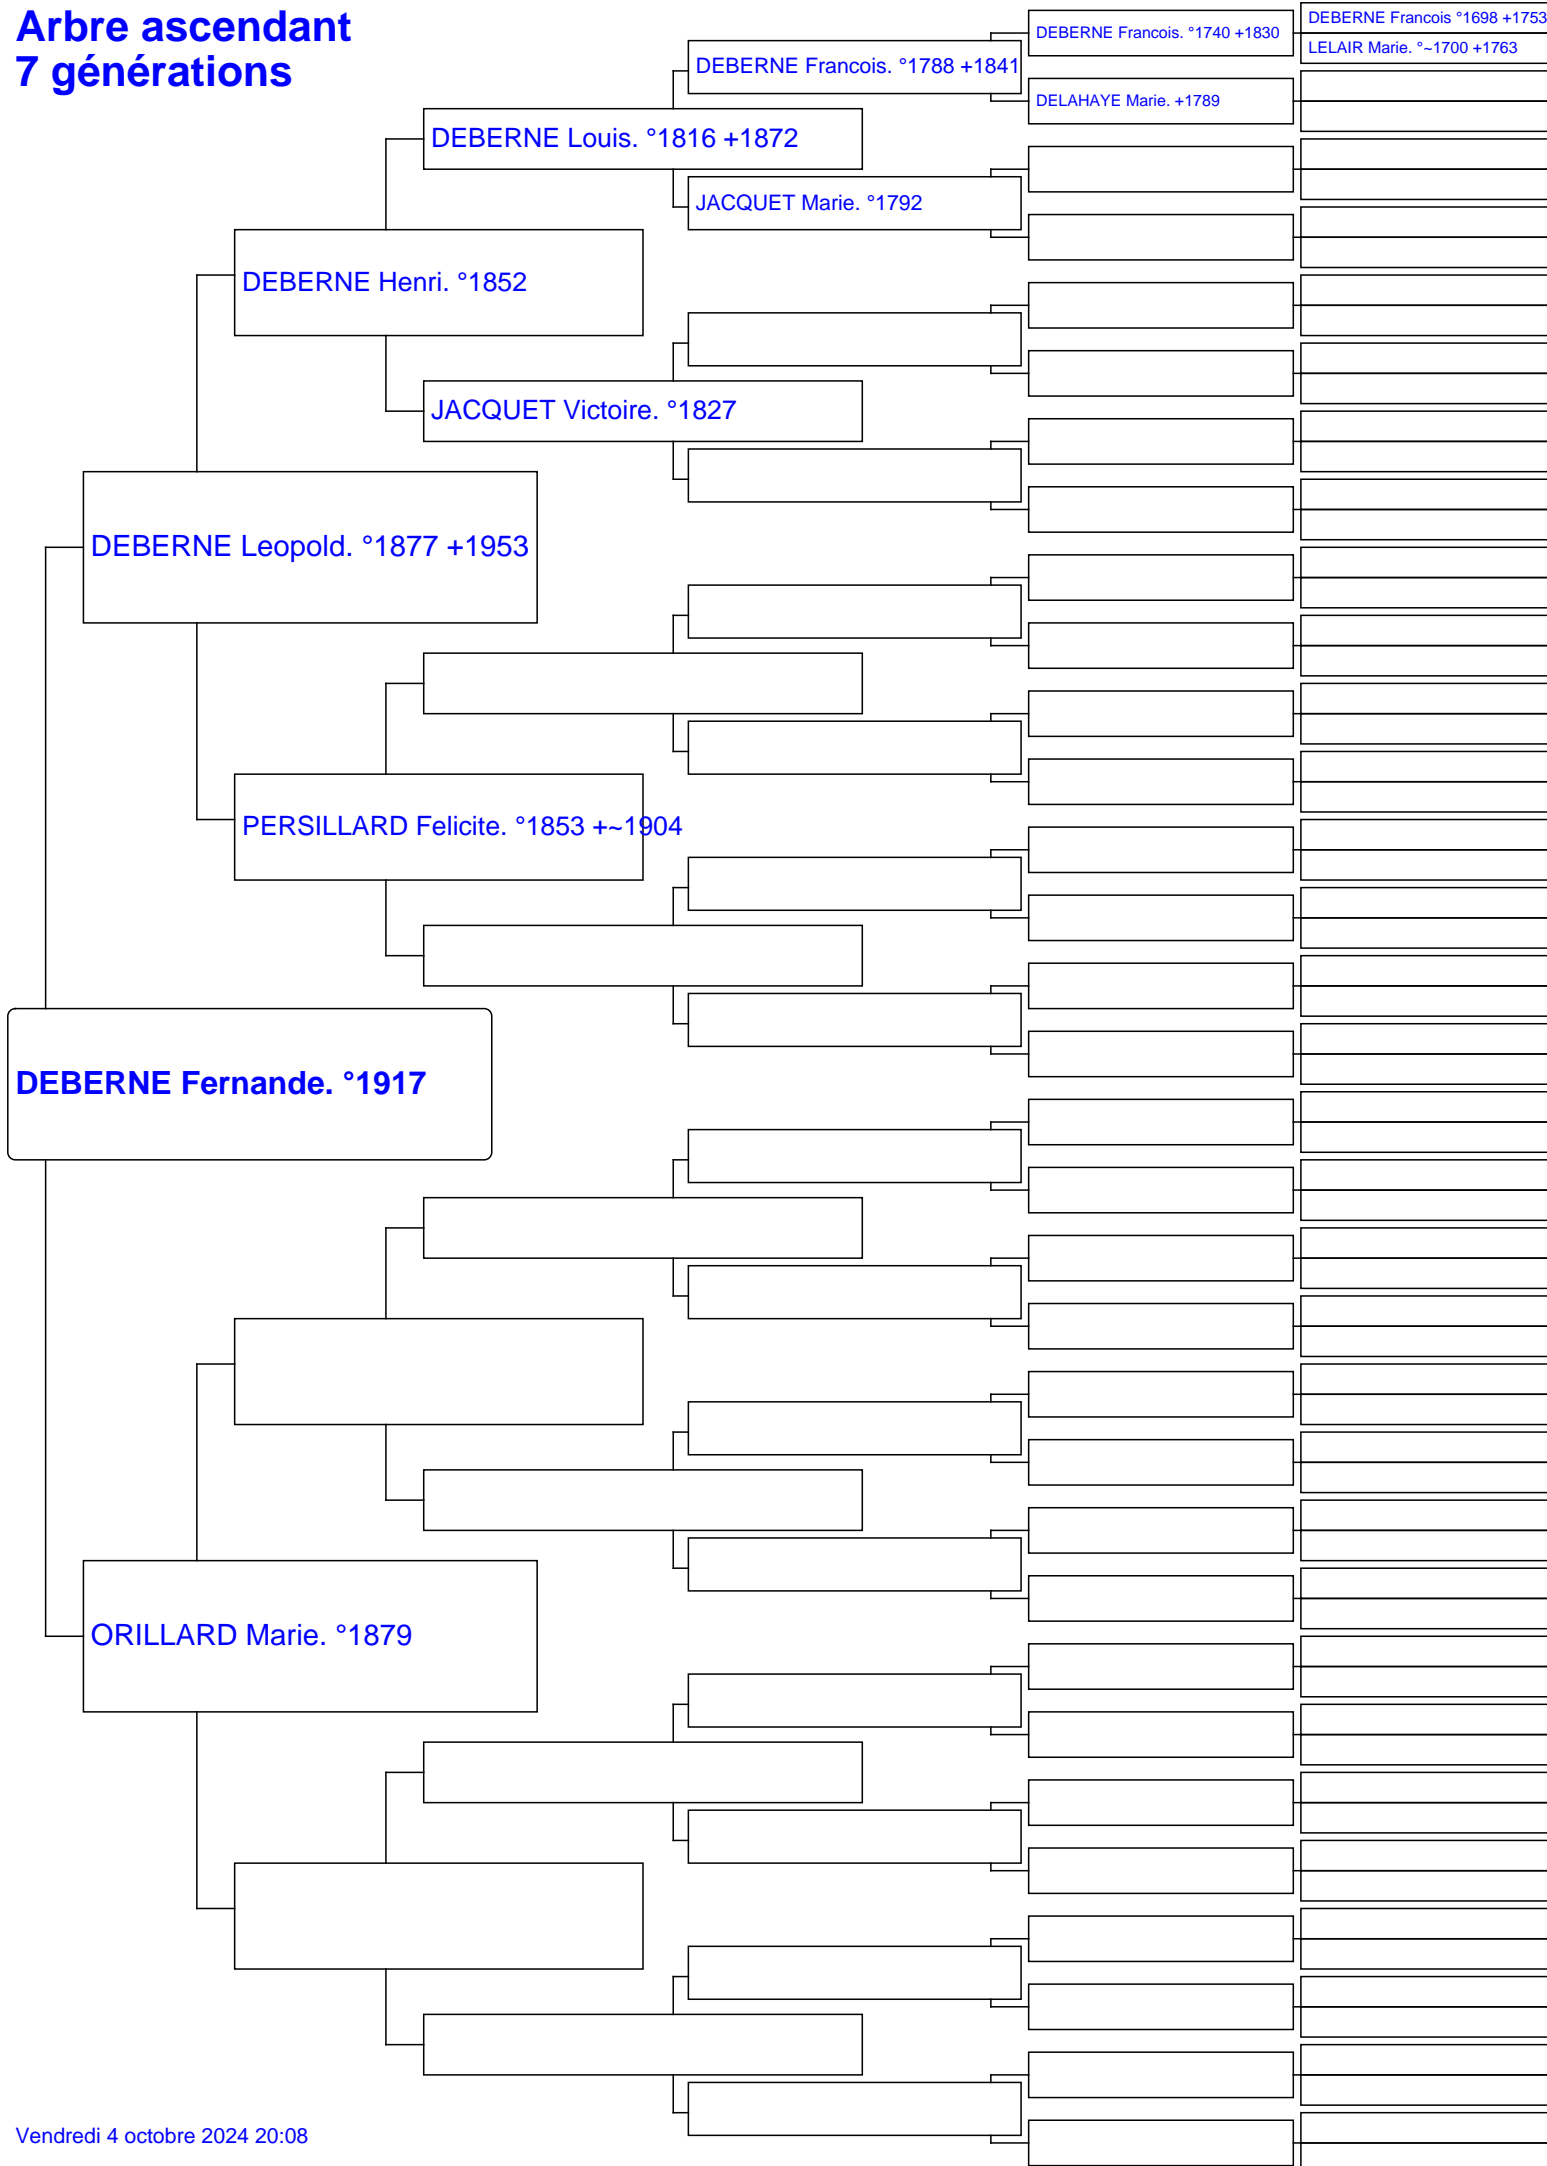 Arbre ascendant
7 générations
DEBERNE Francois °1698 +1753
LELAIR Marie. °~1700 +1763
DEBERNE Francois. °1740 +1830
DEBERNE Francois. °1788 +1841
DELAHAYE Marie. +1789
DEBERNE Louis. °1816 +1872
JACQUET Marie. °1792
DEBERNE Henri. °1852
JACQUET Victoire. °1827
DEBERNE Leopold. °1877 +1953
PERSILLARD Felicite. °1853 +~1904
DEBERNE Fernande. °1917
ORILLARD Marie. °1879
Vendredi 4 octobre 2024 20:08